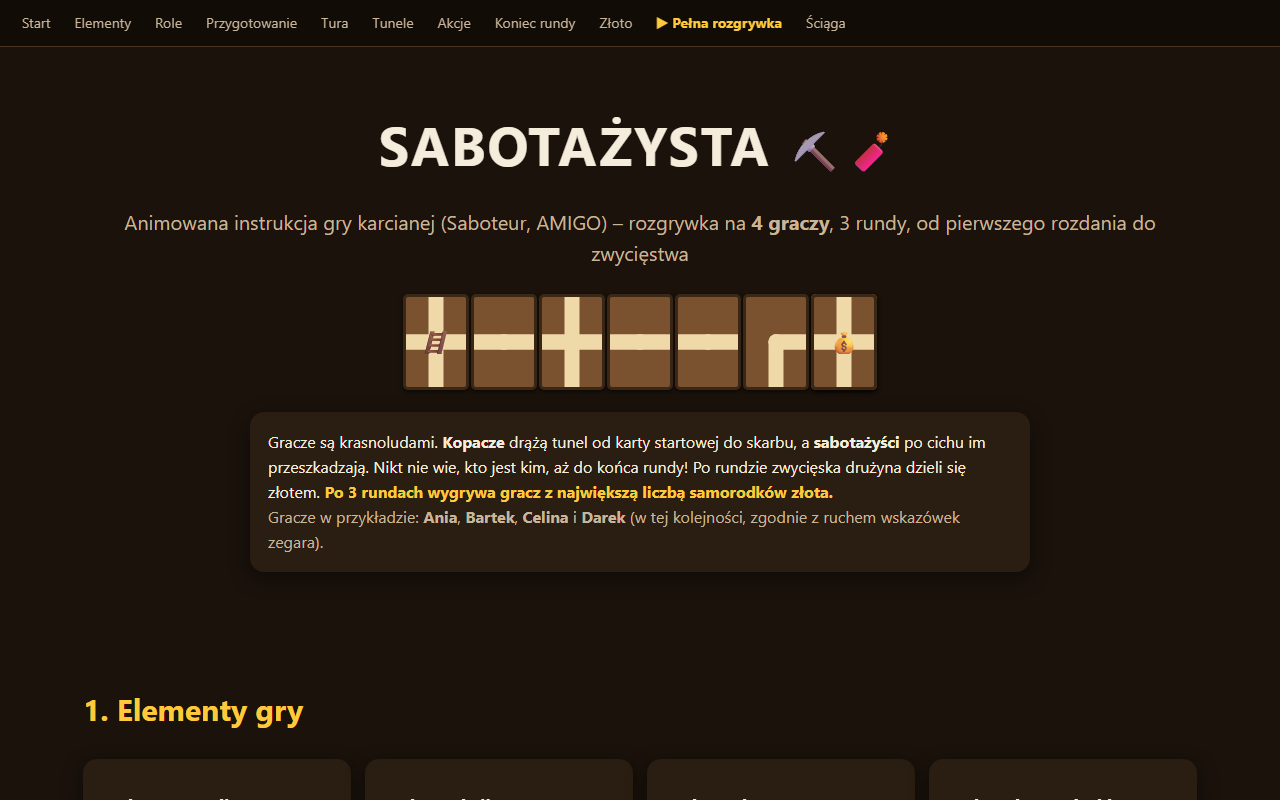 Start Elementy Role Przygotowanie Tura Tunele Akcje Koniec rundy Złoto ▶ Pełna rozgrywka Ściąga
SABOTAŻYSTA
Animowana instrukcja gry karcianej (Saboteur, AMIGO) – rozgrywka na 4 graczy, 3 rundy, od pierwszego rozdania do
zwycięstwa
Gracze są krasnoludami. Kopacze drążą tunel od karty startowej do skarbu, a sabotażyści po cichu im
przeszkadzają. Nikt nie wie, kto jest kim, aż do końca rundy! Po rundzie zwycięska drużyna dzieli się
złotem. Po 3 rundach wygrywa gracz z największą liczbą samorodków złota.
Gracze w przykładzie: Ania, Bartek, Celina i Darek (w tej kolejności, zgodnie z ruchem wskazówek
zegara).
1. Elementy gry